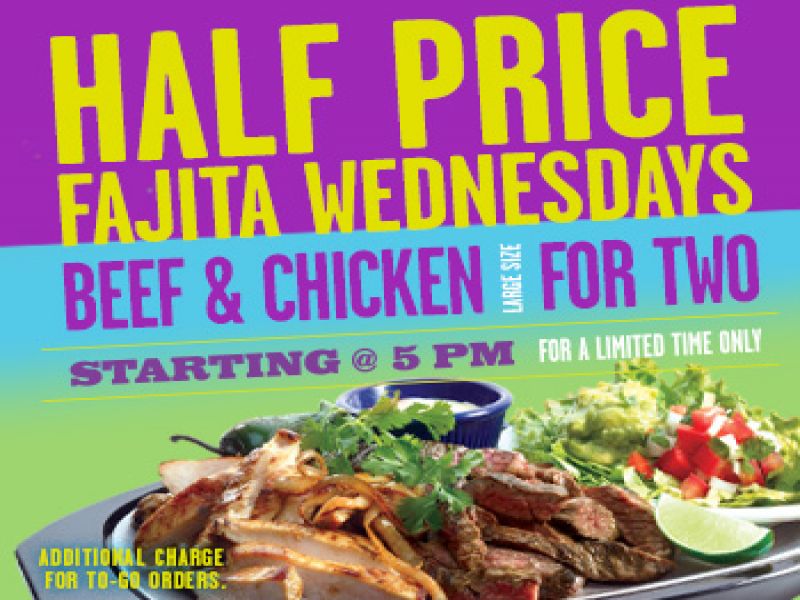 HALF PRICE
FAJITA WEDNESDAYS
BEEF & CHICKEN LARGE SIZE FOR TWO
STARTING @ 5 PM FOR A LIMITED TIME ONLY
ADDITIONAL CHARGE
FOR TO-GO ORDERS.